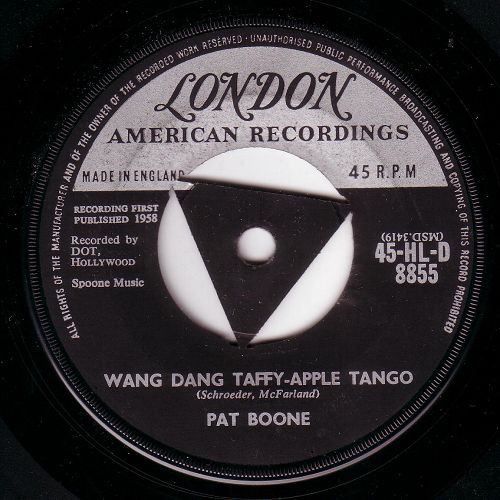 ALL RIGHTS OF THE MANUFACTURER AND OF THE OWNER OF THE RECORDED WORK RESERVED · UNAUTHORISED PUBLIC PERFORMANCE BROADCASTING AND COPYING OF THIS RECORD PROHIBITED
LONDON
AMERICAN RECORDINGS
MADE IN ENGLAND
45 R.P.M
RECORDING FIRST
PUBLISHED 1958
Recorded by
DOT,
HOLLYWOOD
Spoone Music
(MSD.3419)
45-HL-D
8855
WANG DANG TAFFY-APPLE TANGO
(Schroeder, McFarland)
PAT BOONE